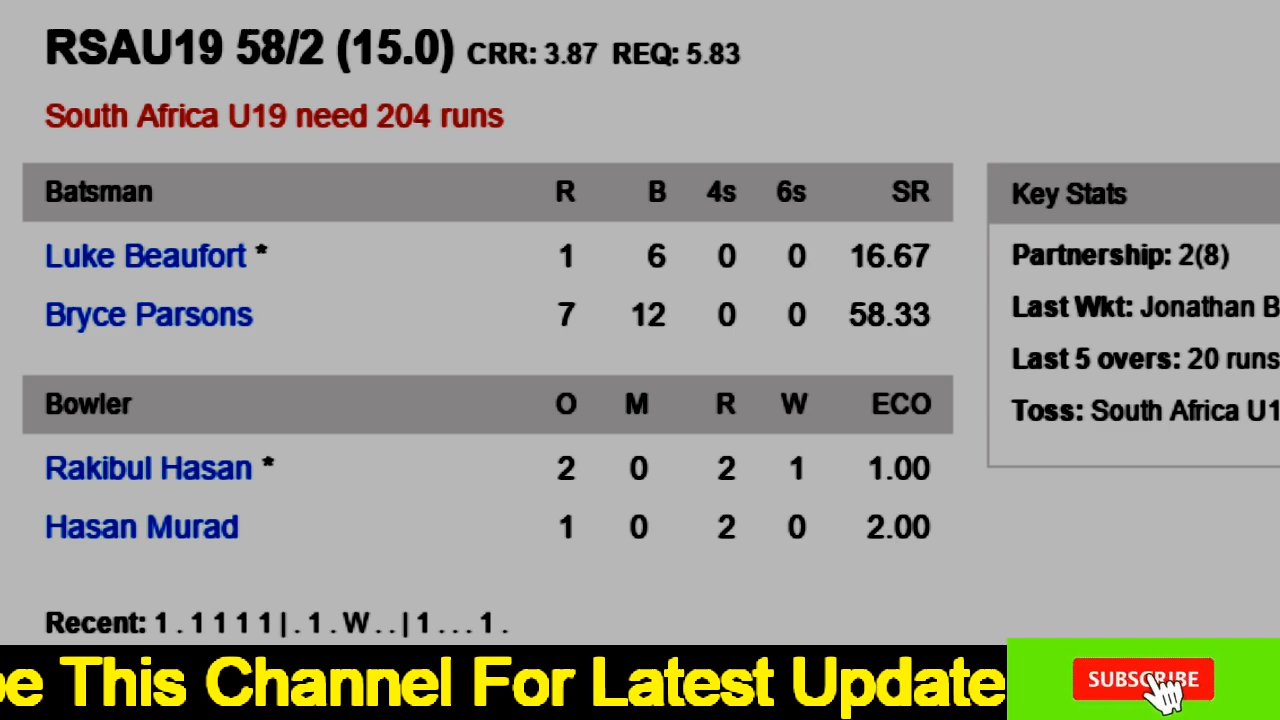 RSAU19 58/2 (15.0) CRR: 3.87 REQ: 5.83
South Africa U19 need 204 runs
Batsman R B 4s 6s SR
Luke Beaufort * 1 6 0 0 16.67
Bryce Parsons 7 12 0 0 58.33
Bowler O M R W ECO
Rakibul Hasan * 2 0 2 1 1.00
Hasan Murad 1 0 2 0 2.00
Recent: 1 . 1 1 1 1 | . 1 . W . . | 1 . . . 1 .
Key Stats
Partnership: 2(8)
Last Wkt: Jonathan B
Last 5 overs: 20 runs
Toss: South Africa U1
be This Channel For Latest Update
SUBSCRIBE